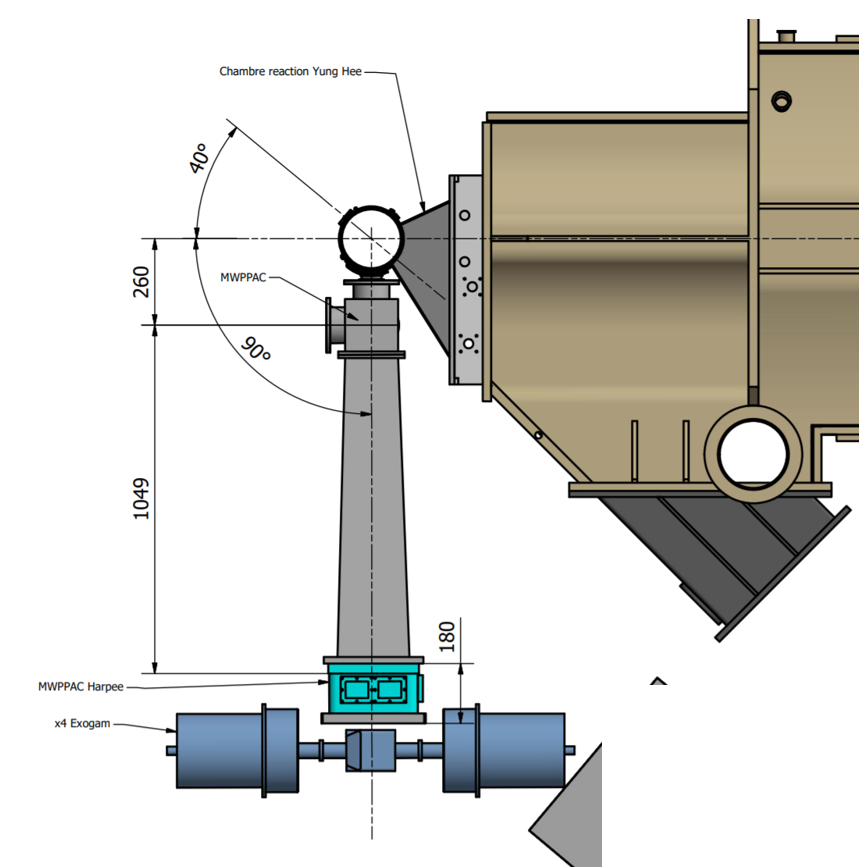 Chambre reaction Yung Hee
40°
260
MWPPAC
90°
1049
180
MWPPAC Harpee
x4 Exogam